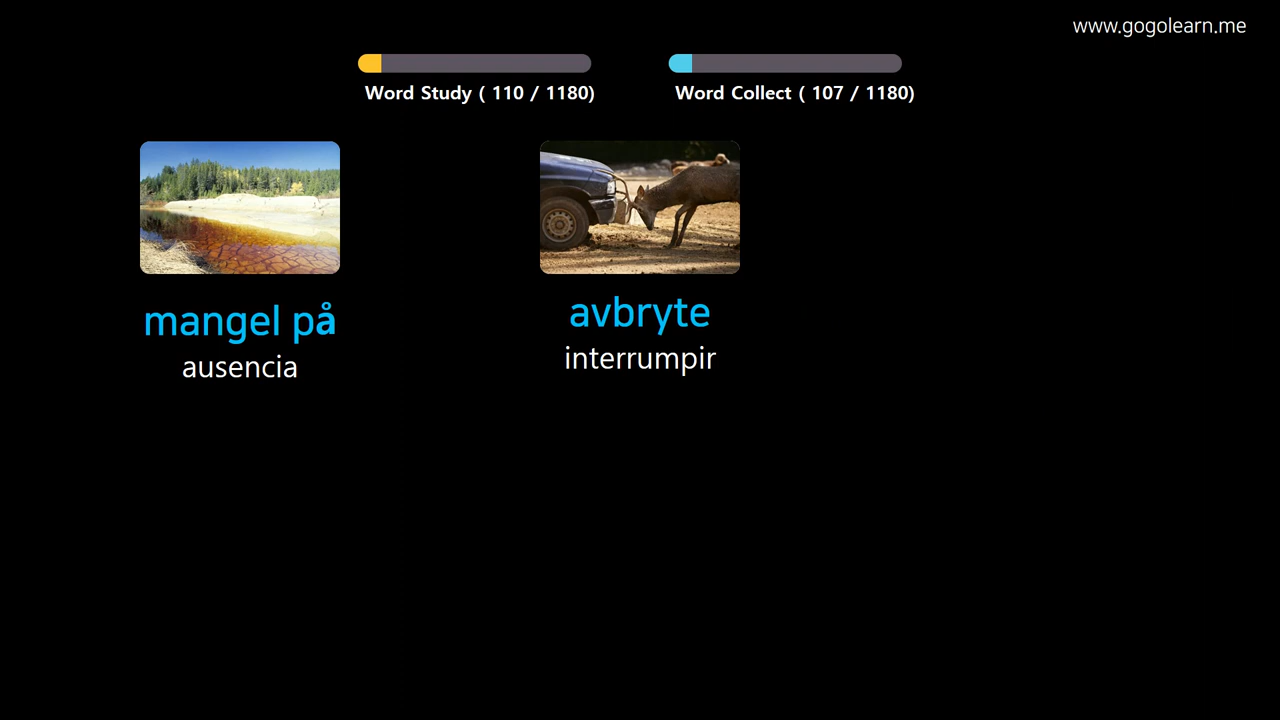 www.gogolearn.me
Word Study ( 110 / 1180)
Word Collect ( 107 / 1180)
mangel på
ausencia
avbryte
interrumpir